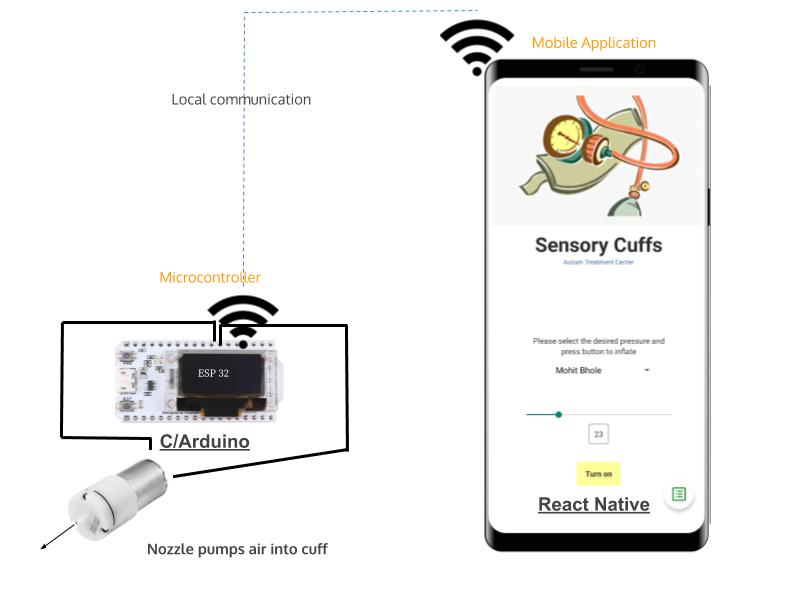 Mobile Application
Local communication
Sensory Cuffs
Autism Treatment Center
Microcontroller
Please select the desired pressure and
press button to inflate
Mohit Bhole
ESP 32
23
C/Arduino
Turn on
React Native
Nozzle pumps air into cuff